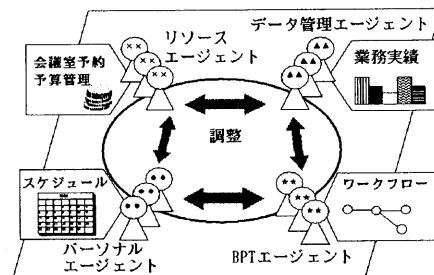 リソース
エージェント
データ管理エージェント
会議室予約
予算管理
業務実績
調整
スケジュール
ワークフロー
パーソナル
エージェント
BPTエージェント